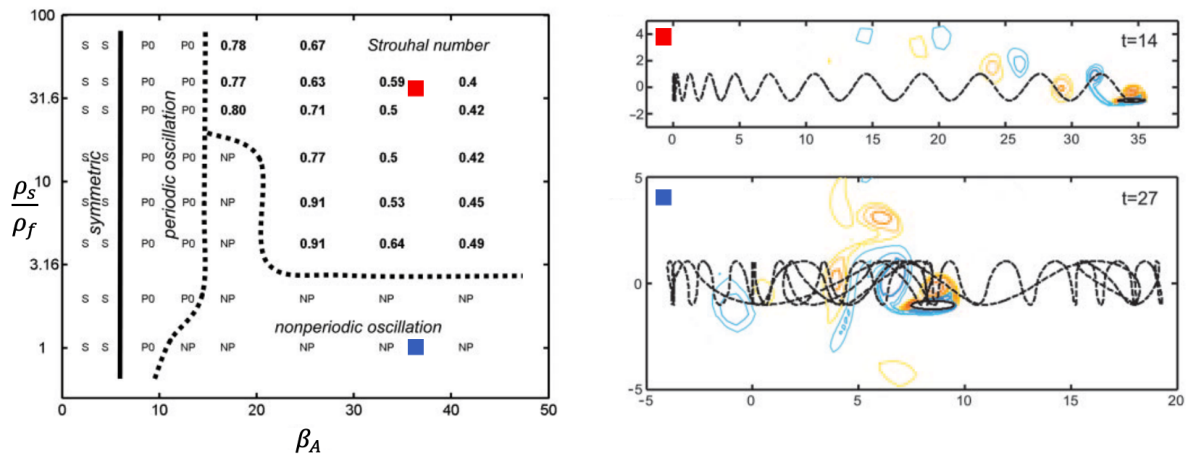 100
S S P0 P0 0.78 0.67 Strouhal number
S S P0 P0 0.77 0.63 0.59 0.4
31.6
S S P0 P0 0.80 0.71 0.5 0.42
symmetric
periodic oscillation
S S P0 P0 NP 0.77 0.5 0.42
10
ρs
ρf
S S P0 P0 NP 0.91 0.53 0.45
S S P0 P0 NP 0.91 0.64 0.49
3.16
S S P0 P0 NP NP NP NP
nonperiodic oscillation
1
S S P0 NP NP NP NP NP
0 10 20 30 40 50
βA
4
2
0
−2
t=14
0 5 10 15 20 25 30 35
5
0
−5
t=27
−5 0 5 10 15 20